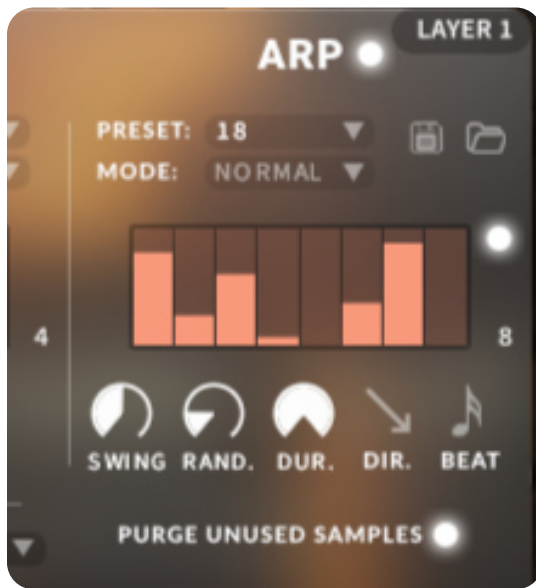 LAYER 1
ARP
PRESET: 18
MODE: NORMAL
4
8
SWING RAND. DUR. DIR. BEAT
PURGE UNUSED SAMPLES